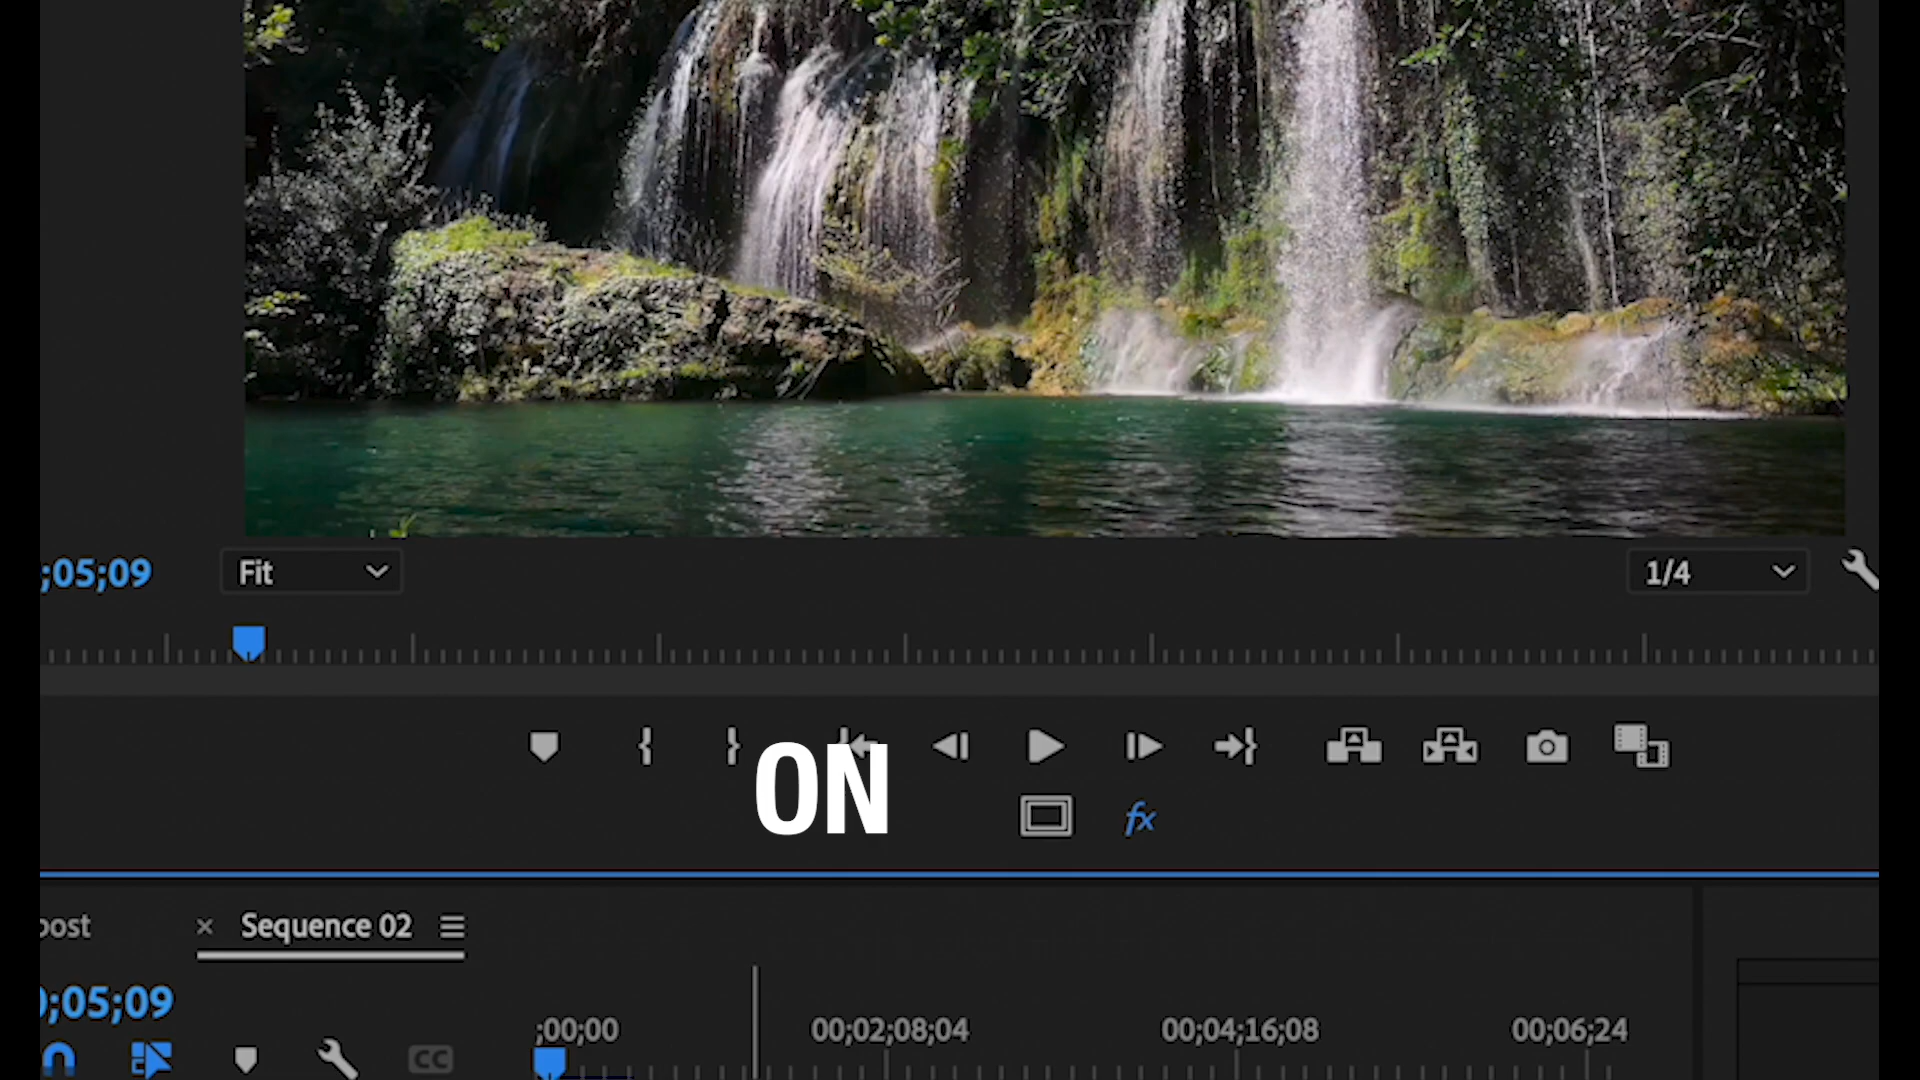 ;05;09
Fit
1/4
ON
fx
ost
× Sequence 02
;05;09
;00;00
00;02;08;04
00;04;16;08
00;06;24
CC